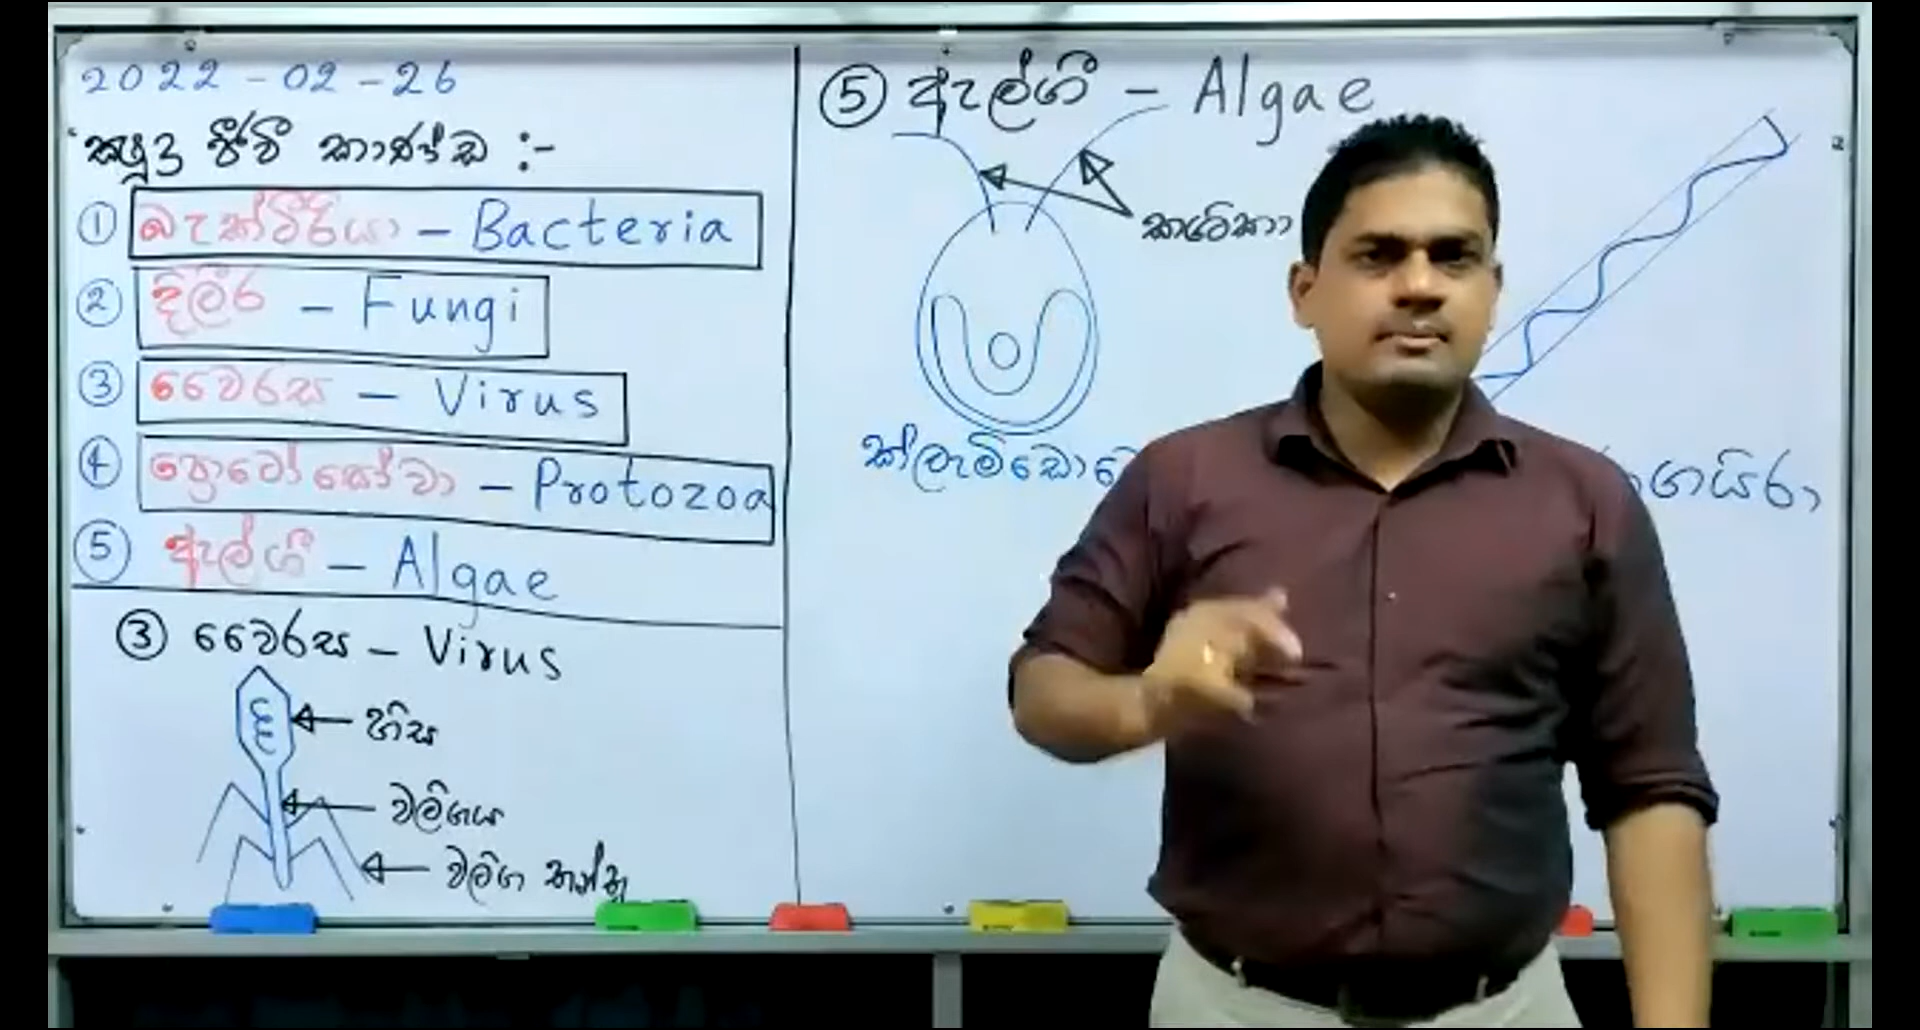 2022-02-26
ක්ෂුද්‍ර ජීවී කාණ්ඩ :-
① බැක්ටීරියා - Bacteria
② දිලීර - Fungi
③ වෛරස - Virus
④ ප්‍රොටෝසෝවා - Protozoa
⑤ ඇල්ගී - Algae
③ වෛරස - Virus
හිස
වලිගය
වලිග තන්තු
⑤ ඇල්ගී - Algae
කශිකා